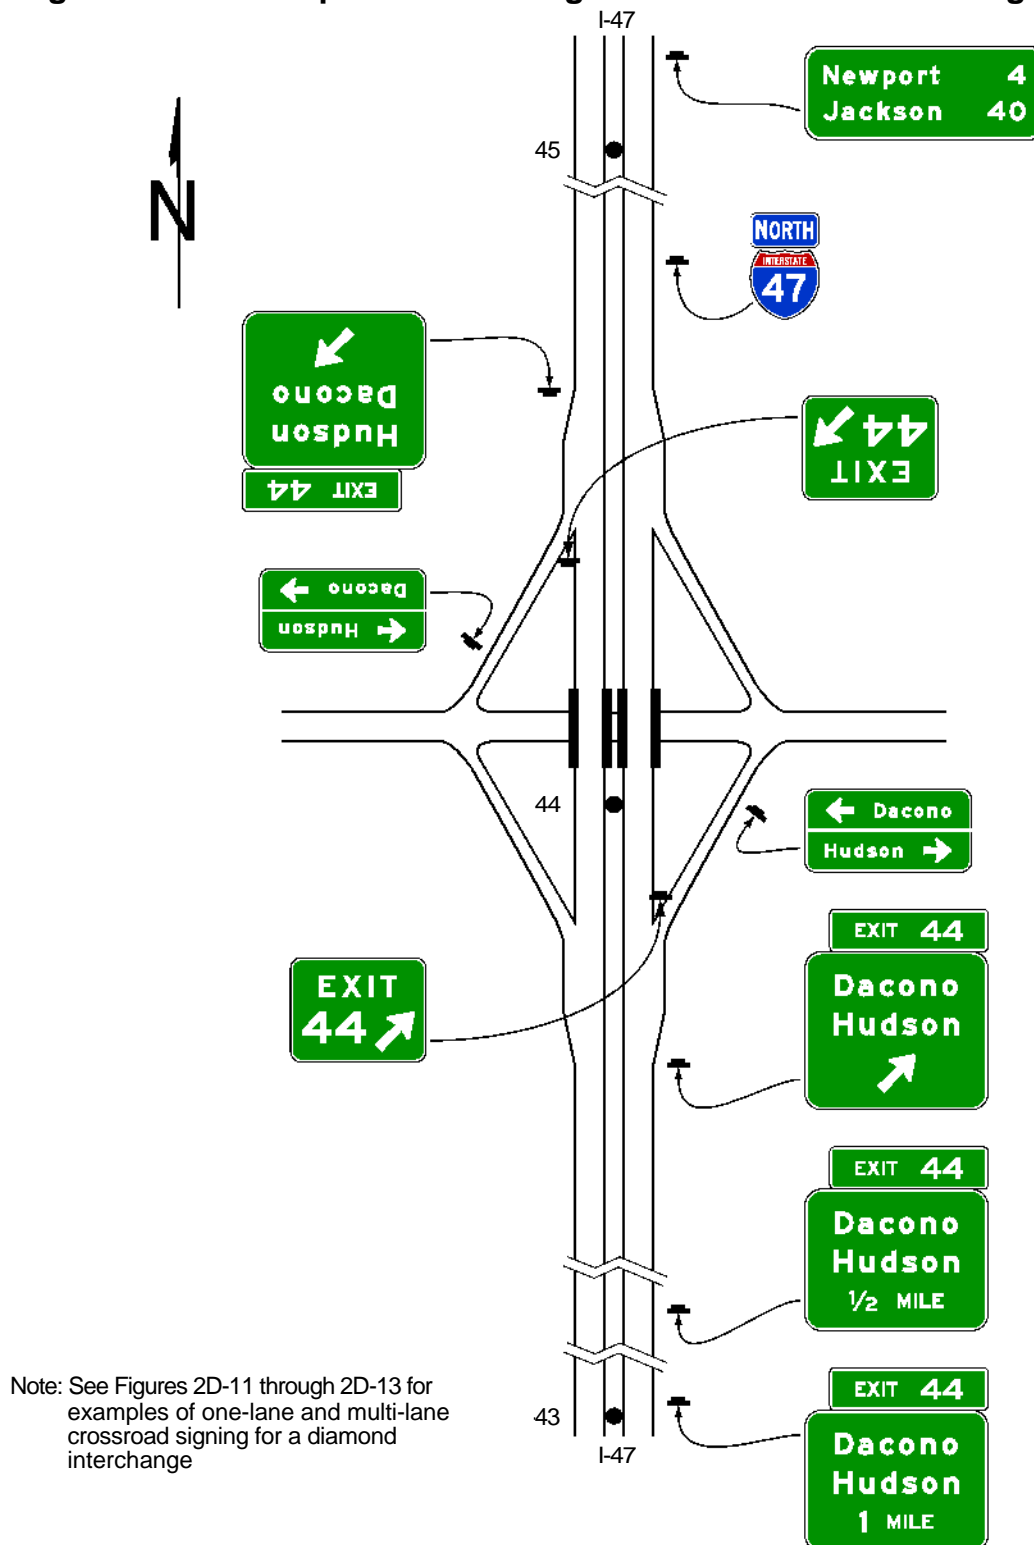 I-47
Newport 4
Jackson 40
45
N
NORTH
INTERSTATE
47
Dacono
Hudson
EXIT 44
EXIT
44
Dacono
Hudson
44
Dacono
Hudson
EXIT 44
Dacono
Hudson
EXIT
44
EXIT 44
Dacono
Hudson
1/2 MILE
Note: See Figures 2D-11 through 2D-13 for
examples of one-lane and multi-lane
crossroad signing for a diamond
interchange
43
I-47
EXIT 44
Dacono
Hudson
1 MILE